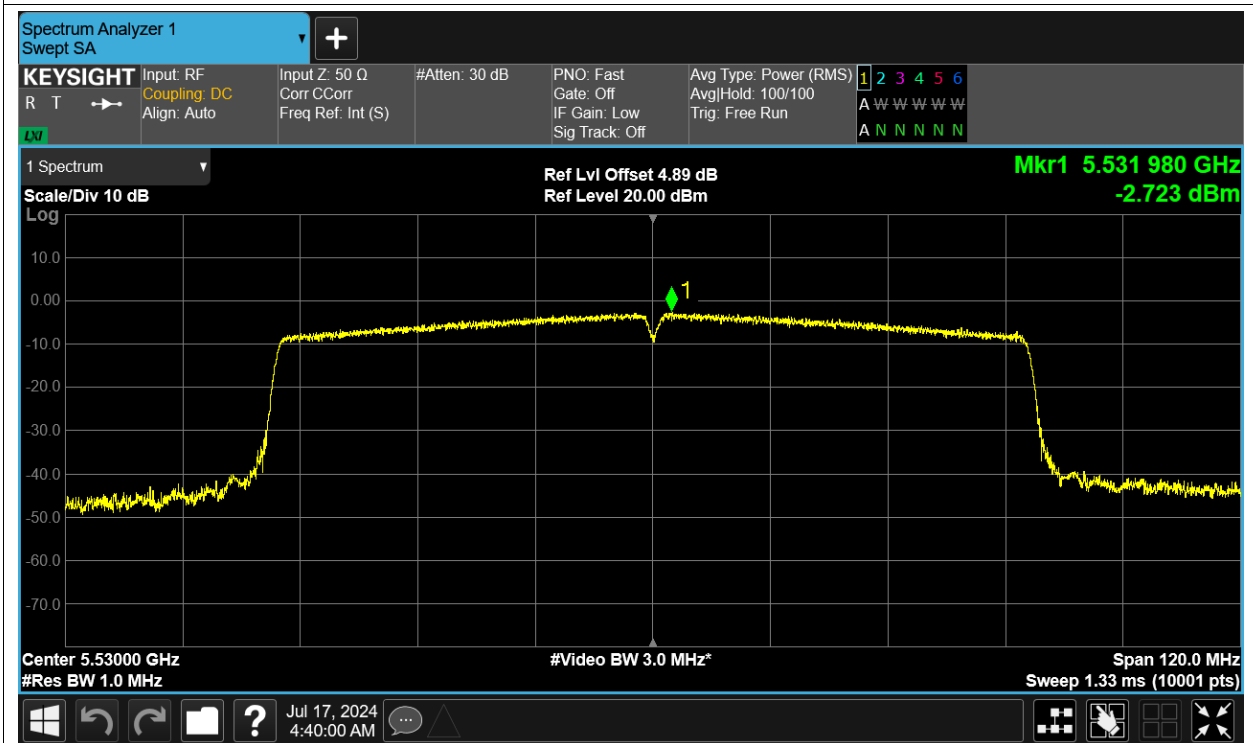 Spectrum Analyzer 1
Swept SA
+
KEYSIGHT
R T
LXI
Input: RF
Coupling: DC
Align: Auto
Input Z: 50 Ω
Corr CCorr
Freq Ref: Int (S)
#Atten: 30 dB
PNO: Fast
Gate: Off
IF Gain: Low
Sig Track: Off
Avg Type: Power (RMS)
Avg|Hold: 100/100
Trig: Free Run
1 2 3 4 5 6
A W W W W W
A N N N N N
1 Spectrum
Scale/Div 10 dB
Log
Ref Lvl Offset 4.89 dB
Ref Level 20.00 dBm
Mkr1 5.531 980 GHz
-2.723 dBm
10.0
0.00
-10.0
-20.0
-30.0
-40.0
-50.0
-60.0
-70.0
1
Center 5.53000 GHz
#Res BW 1.0 MHz
#Video BW 3.0 MHz*
Span 120.0 MHz
Sweep 1.33 ms (10001 pts)
?
Jul 17, 2024
4:40:00 AM